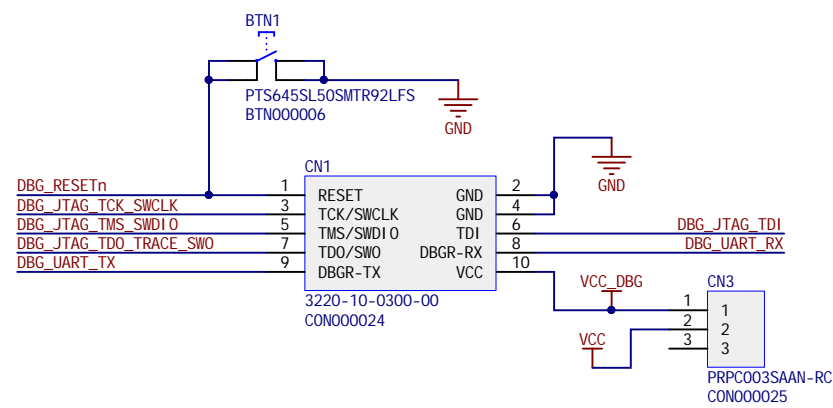 BTN1
PTS645SL50SMTR92LFS
BTN000006
GND
CN1
DBG_RESETn 1 RESET GND 2
GND
DBG_JTAG_TCK_SWCLK 3 TCK/SWCLK GND 4
DBG_JTAG_TMS_SWDIO 5 TMS/SWDIO TDI 6 DBG_JTAG_TDI
DBG_JTAG_TDO_TRACE_SWO 7 TDO/SWO DBGR-RX 8 DBG_UART_RX
DBG_UART_TX 9 DBGR-TX VCC 10
3220-10-0300-00
CON000024
VCC_DBG
CN3
1 1
2 2
3 3
VCC
PRPC003SAAN-RC
CON000025